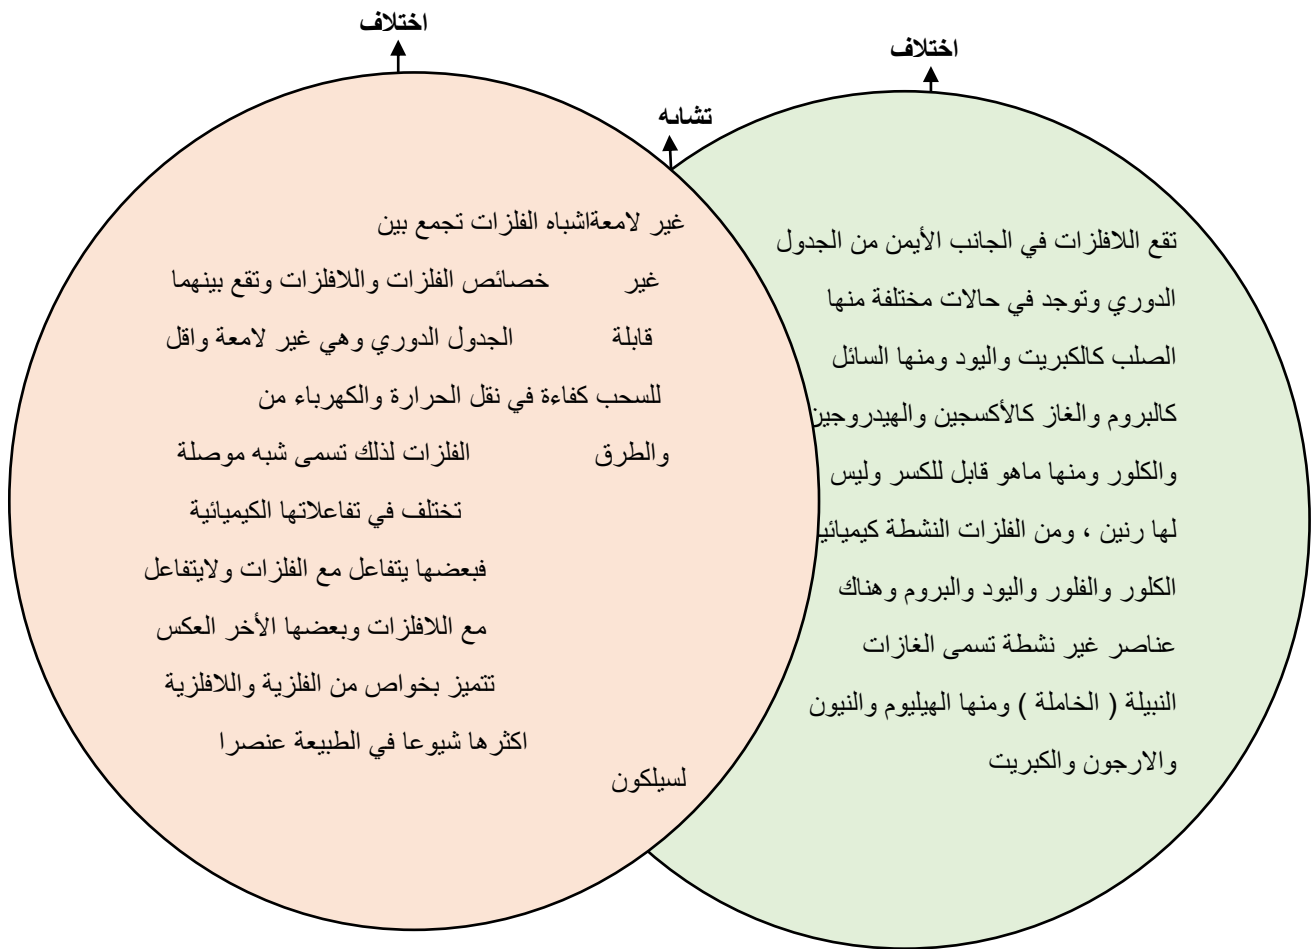 اختلاف
اختلاف
تشابه
تقع اللافلزات في الجانب الأيمن من الجدول
الدوري وتوجد في حالات مختلفة منها
الصلب كالكبريت واليود ومنها السائل
كالبروم والغاز كالأكسجين والهيدروجين
والكلور ومنها ماهو قابل للكسر وليس
لها رنين ، ومن الفلزات النشطة كيميائي
الكلور والفلور واليود والبروم وهناك
عناصر غير نشطة تسمى الغازات
النبيلة ( الخاملة ) ومنها الهيليوم والنيون
والارجون والكبريت
غير لامعة
غير
قابلة
للسحب
والطرق
اشباه الفلزات تجمع بين
خصائص الفلزات واللافلزات وتقع بينهما
الجدول الدوري وهي غير لامعة واقل
كفاءة في نقل الحرارة والكهرباء من
الفلزات لذلك تسمى شبه موصلة
تختلف في تفاعلاتها الكيميائية
فبعضها يتفاعل مع الفلزات ولايتفاعل
مع اللافلزات وبعضها الأخر العكس
تتميز بخواص من الفلزية واللافلزية
اكثرها شيوعا في الطبيعة عنصرا
لسيلكون